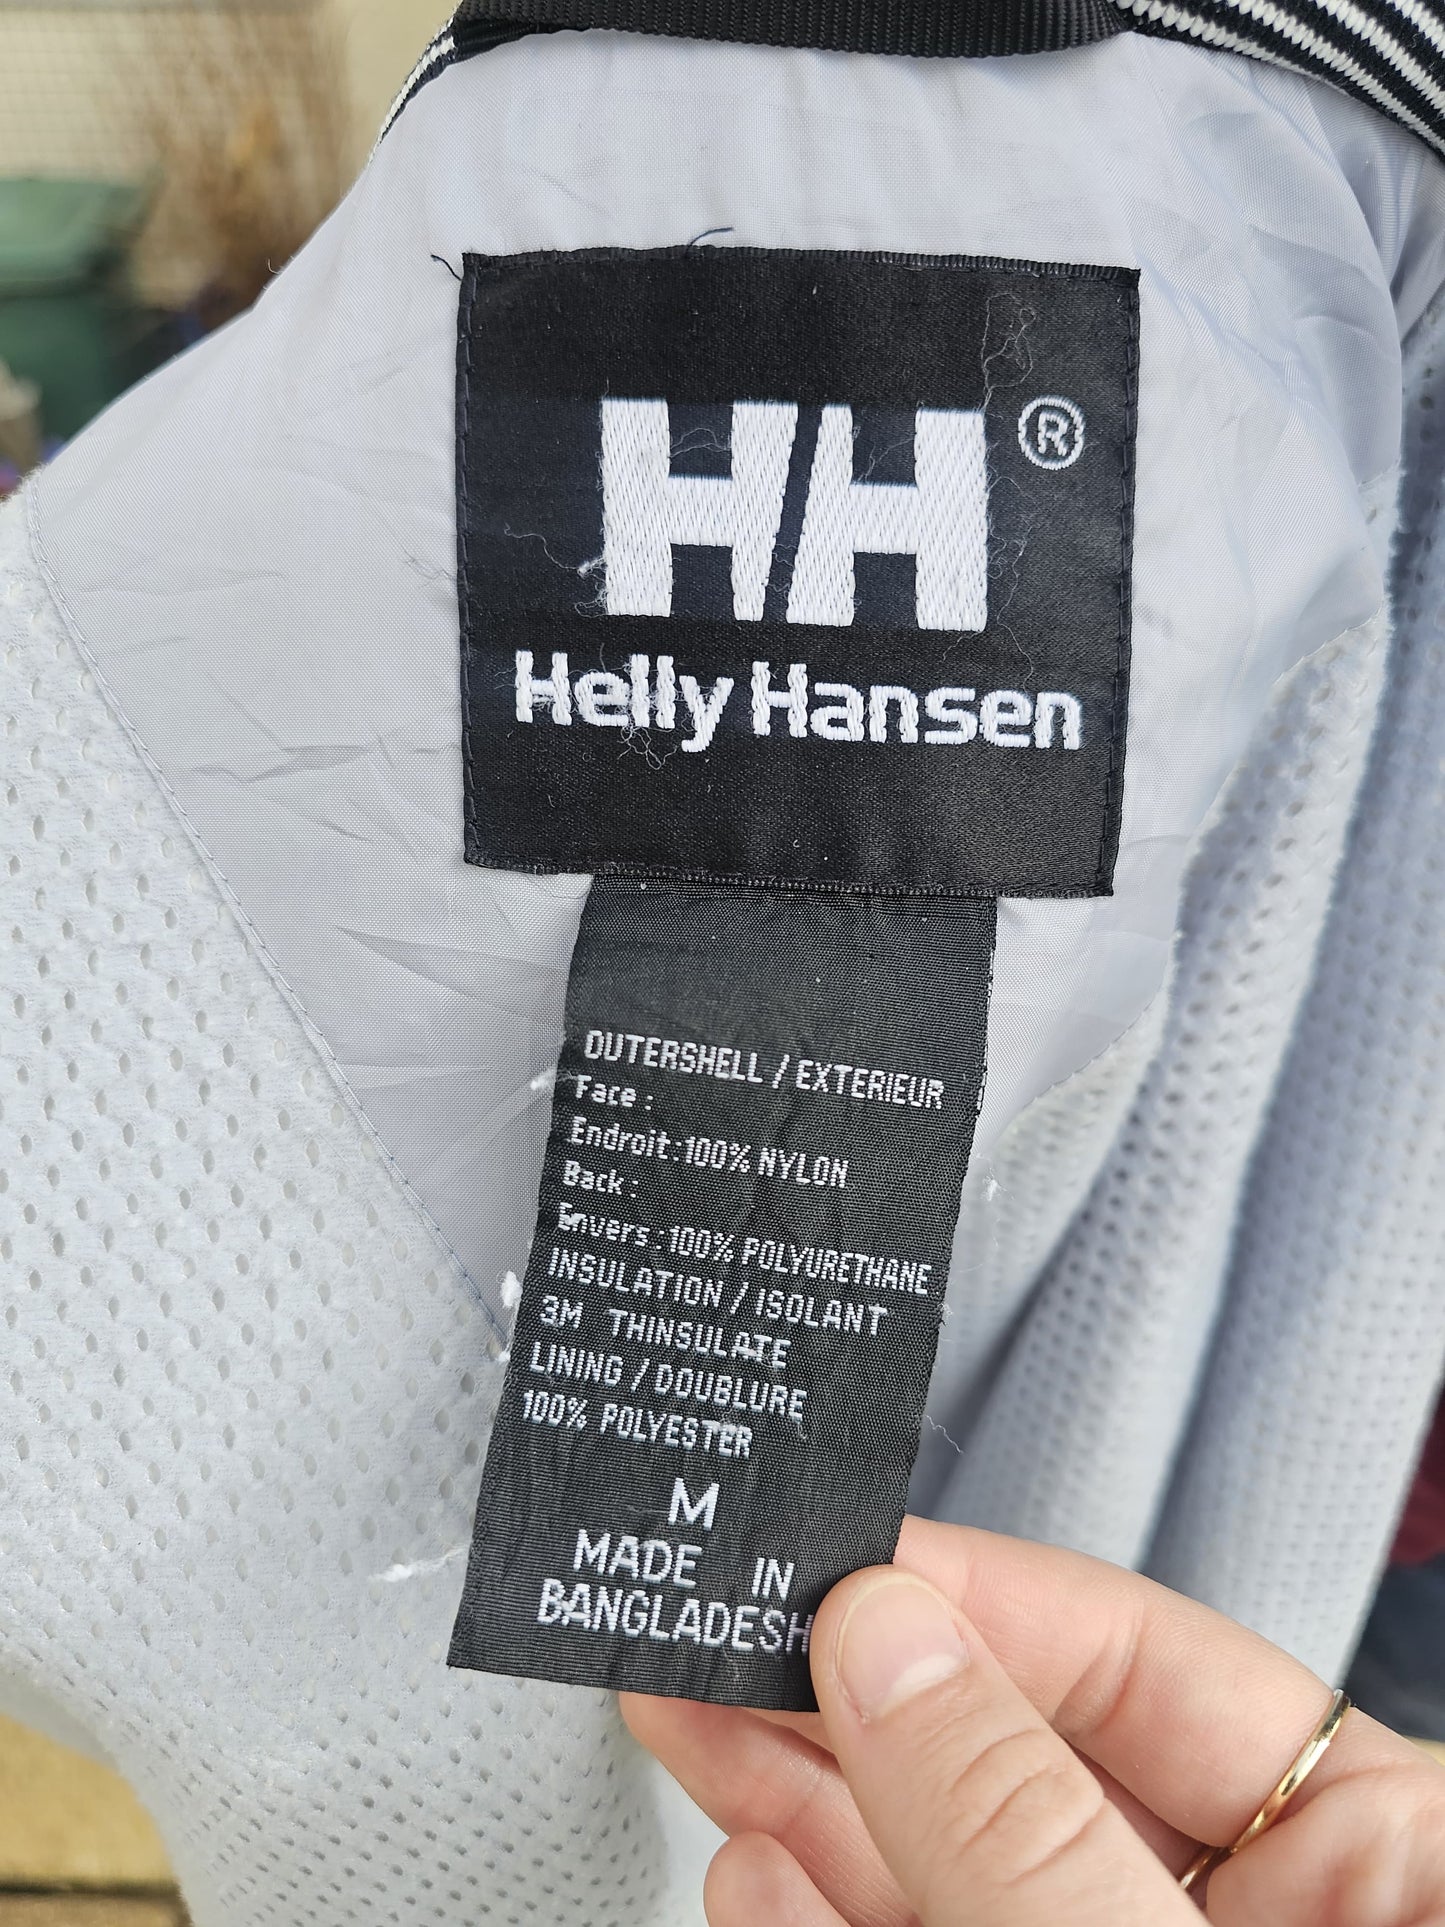 HH®
Helly Hansen
OUTERSHELL / EXTERIEUR
Face :
Endroit : 100% NYLON
Back :
Envers : 100% POLYURETHANE
INSULATION / ISOLANT
3M THINSULATE
LINING / DOUBLURE
100% POLYESTER
M
MADE IN
BANGLADESH